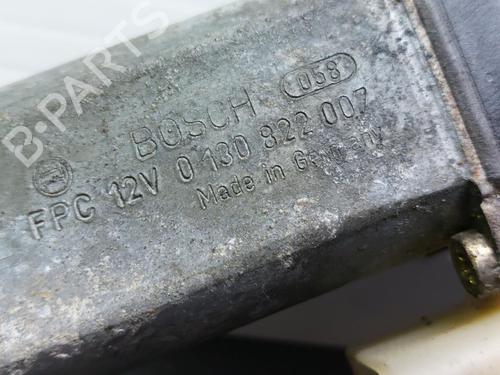 BOSCH
058
FPC 12V 0 130 822 007
Made in Germany
B-PARTS